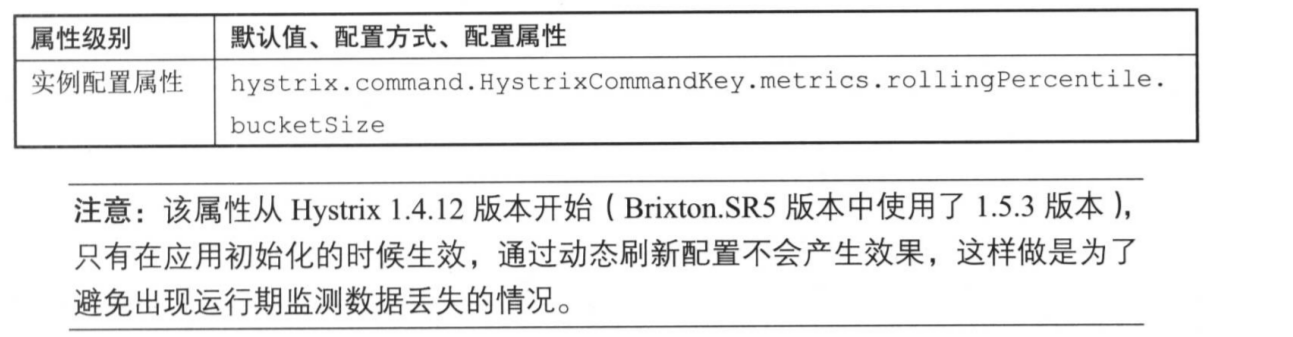 属性级别 默认值、配置方式、配置属性
实例配置属性 hystrix.command.HystrixCommandKey.metrics.rollingPercentile.
bucketSize
注意：该属性从 Hystrix 1.4.12 版本开始（Brixton.SR5 版本中使用了 1.5.3 版本），
只有在应用初始化的时候生效，通过动态刷新配置不会产生效果，这样做是为了
避免出现运行期监测数据丢失的情况。